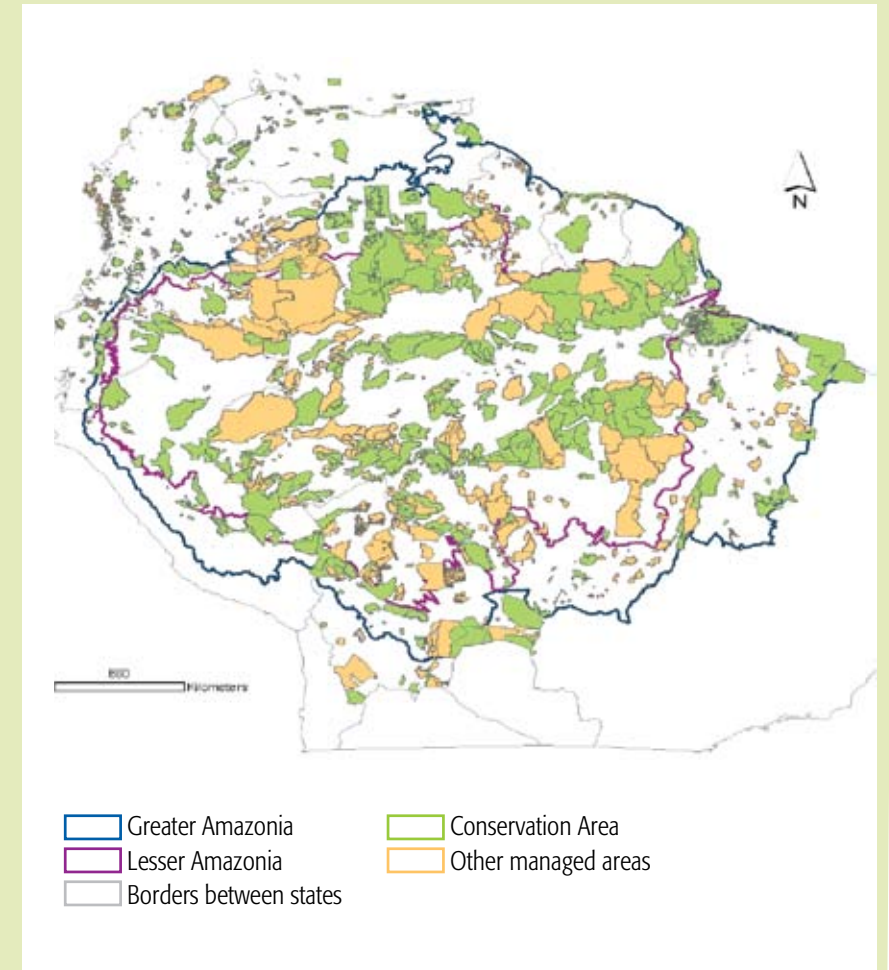 N
Kilometers
Greater Amazonia
Lesser Amazonia
Borders between states
Conservation Area
Other managed areas